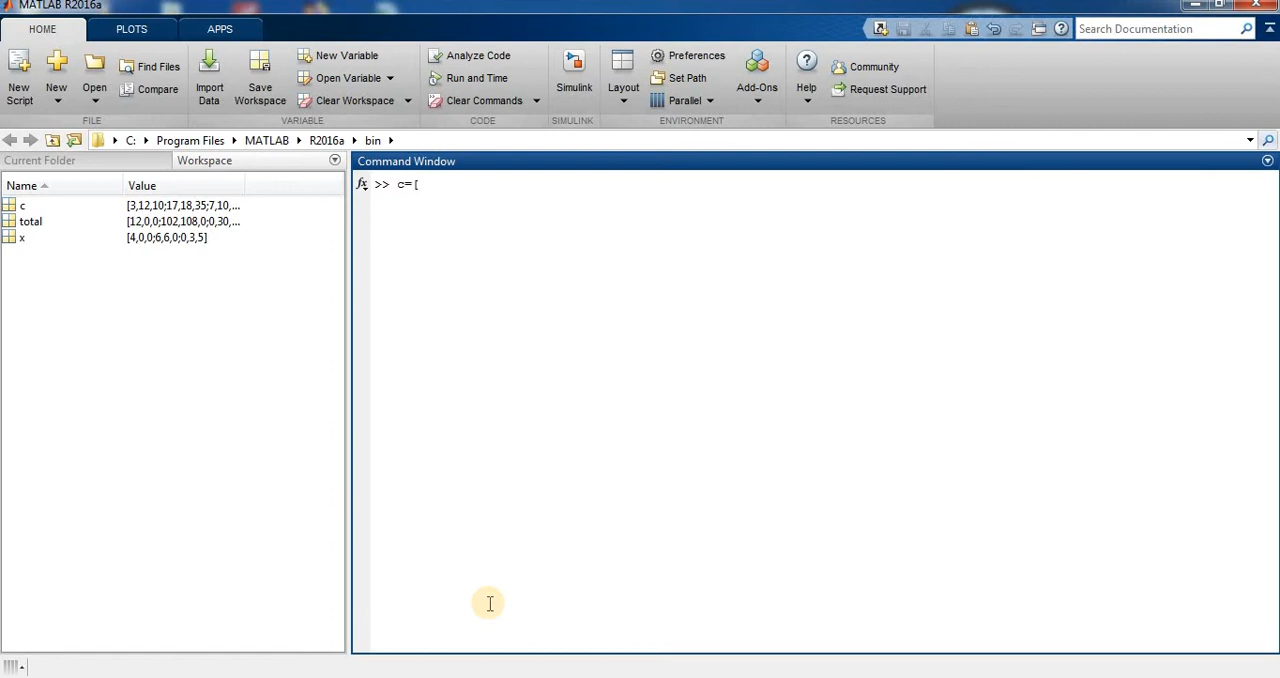 MATLAB R2016a
HOME PLOTS APPS
Search Documentation
New Script
New
Open
Find Files
Compare
FILE
Import Data
Save Workspace
New Variable
Open Variable
Clear Workspace
VARIABLE
Analyze Code
Run and Time
Clear Commands
CODE
Simulink
SIMULINK
Layout
Preferences
Set Path
Parallel
ENVIRONMENT
Add-Ons
Help
Community
Request Support
RESOURCES
C: Program Files MATLAB R2016a bin
Current Folder Workspace
Name Value
c [3,12,10;17,18,35;7,10,...
total [12,0,0;102,108,0;0,30,...
x [4,0,0;6,6,0;0,3,5]
Command Window
fx >> c=[